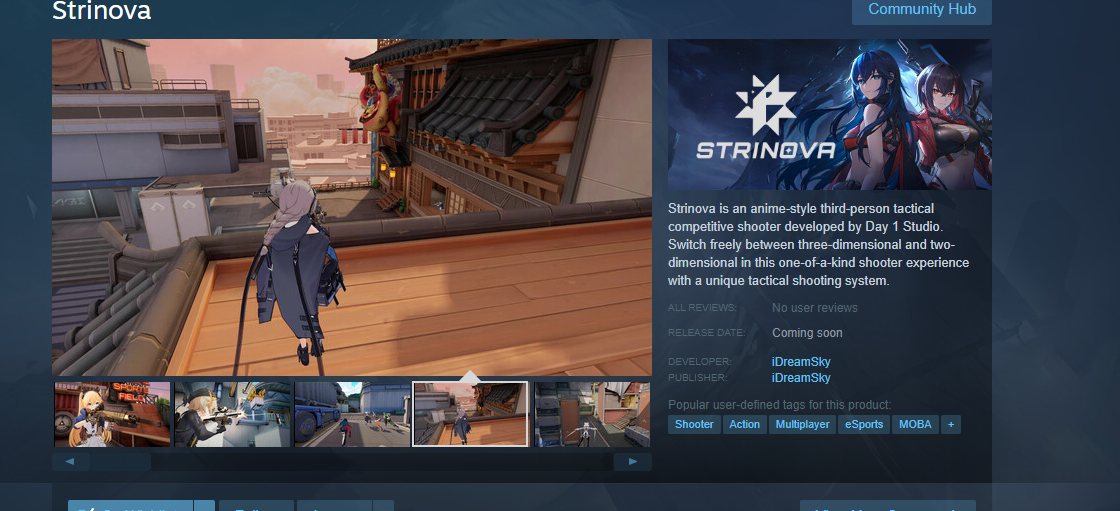 Strinova
Community Hub
STRINOVA
Strinova is an anime-style third-person tactical
competitive shooter developed by Day 1 Studio.
Switch freely between three-dimensional and two-
dimensional in this one-of-a-kind shooter experience
with a unique tactical shooting system.
ALL REVIEWS: No user reviews
RELEASE DATE: Coming soon
DEVELOPER: iDreamSky
PUBLISHER: iDreamSky
Popular user-defined tags for this product:
Shooter Action Multiplayer eSports MOBA +
SPORTS
FIELD